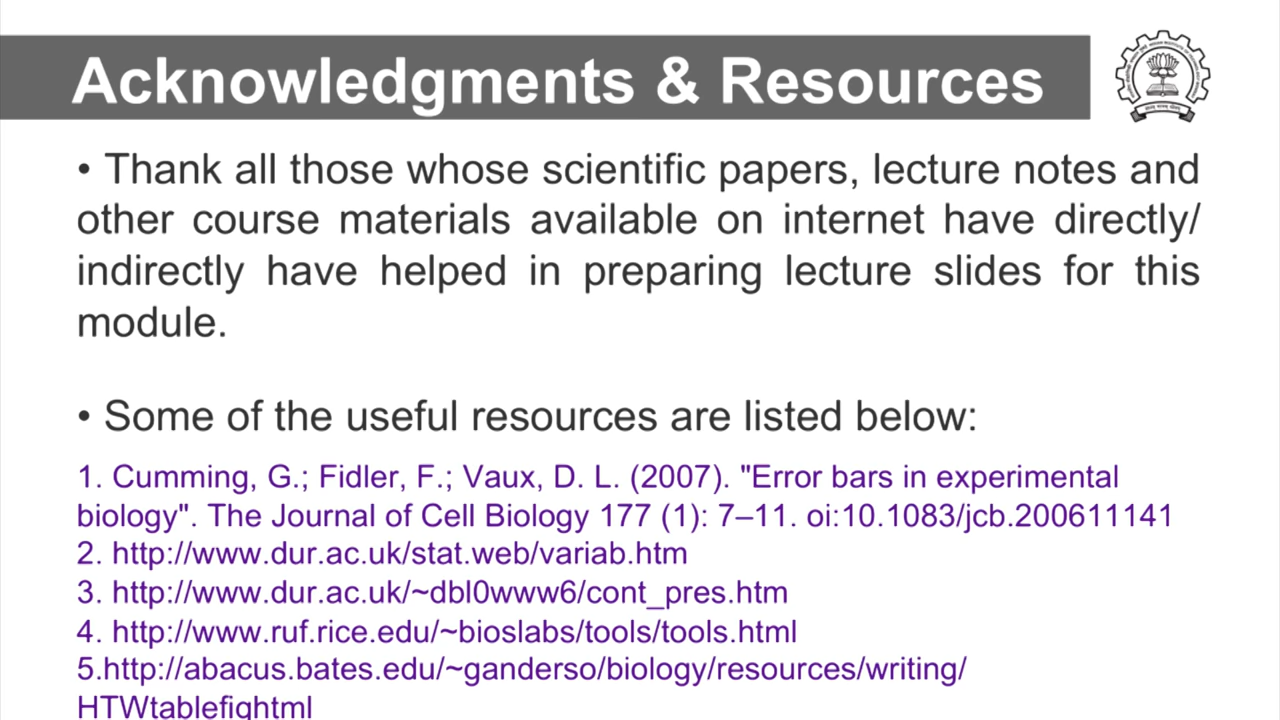 Acknowledgments & Resources
• Thank all those whose scientific papers, lecture notes and
other course materials available on internet have directly/
indirectly have helped in preparing lecture slides for this
module.
• Some of the useful resources are listed below:
1. Cumming, G.; Fidler, F.; Vaux, D. L. (2007). "Error bars in experimental
biology". The Journal of Cell Biology 177 (1): 7–11. oi:10.1083/jcb.200611141
2. http://www.dur.ac.uk/stat.web/variab.htm
3. http://www.dur.ac.uk/~dbl0www6/cont_pres.htm
4. http://www.ruf.rice.edu/~bioslabs/tools/tools.html
5.http://abacus.bates.edu/~ganderso/biology/resources/writing/
HTWtablefightml